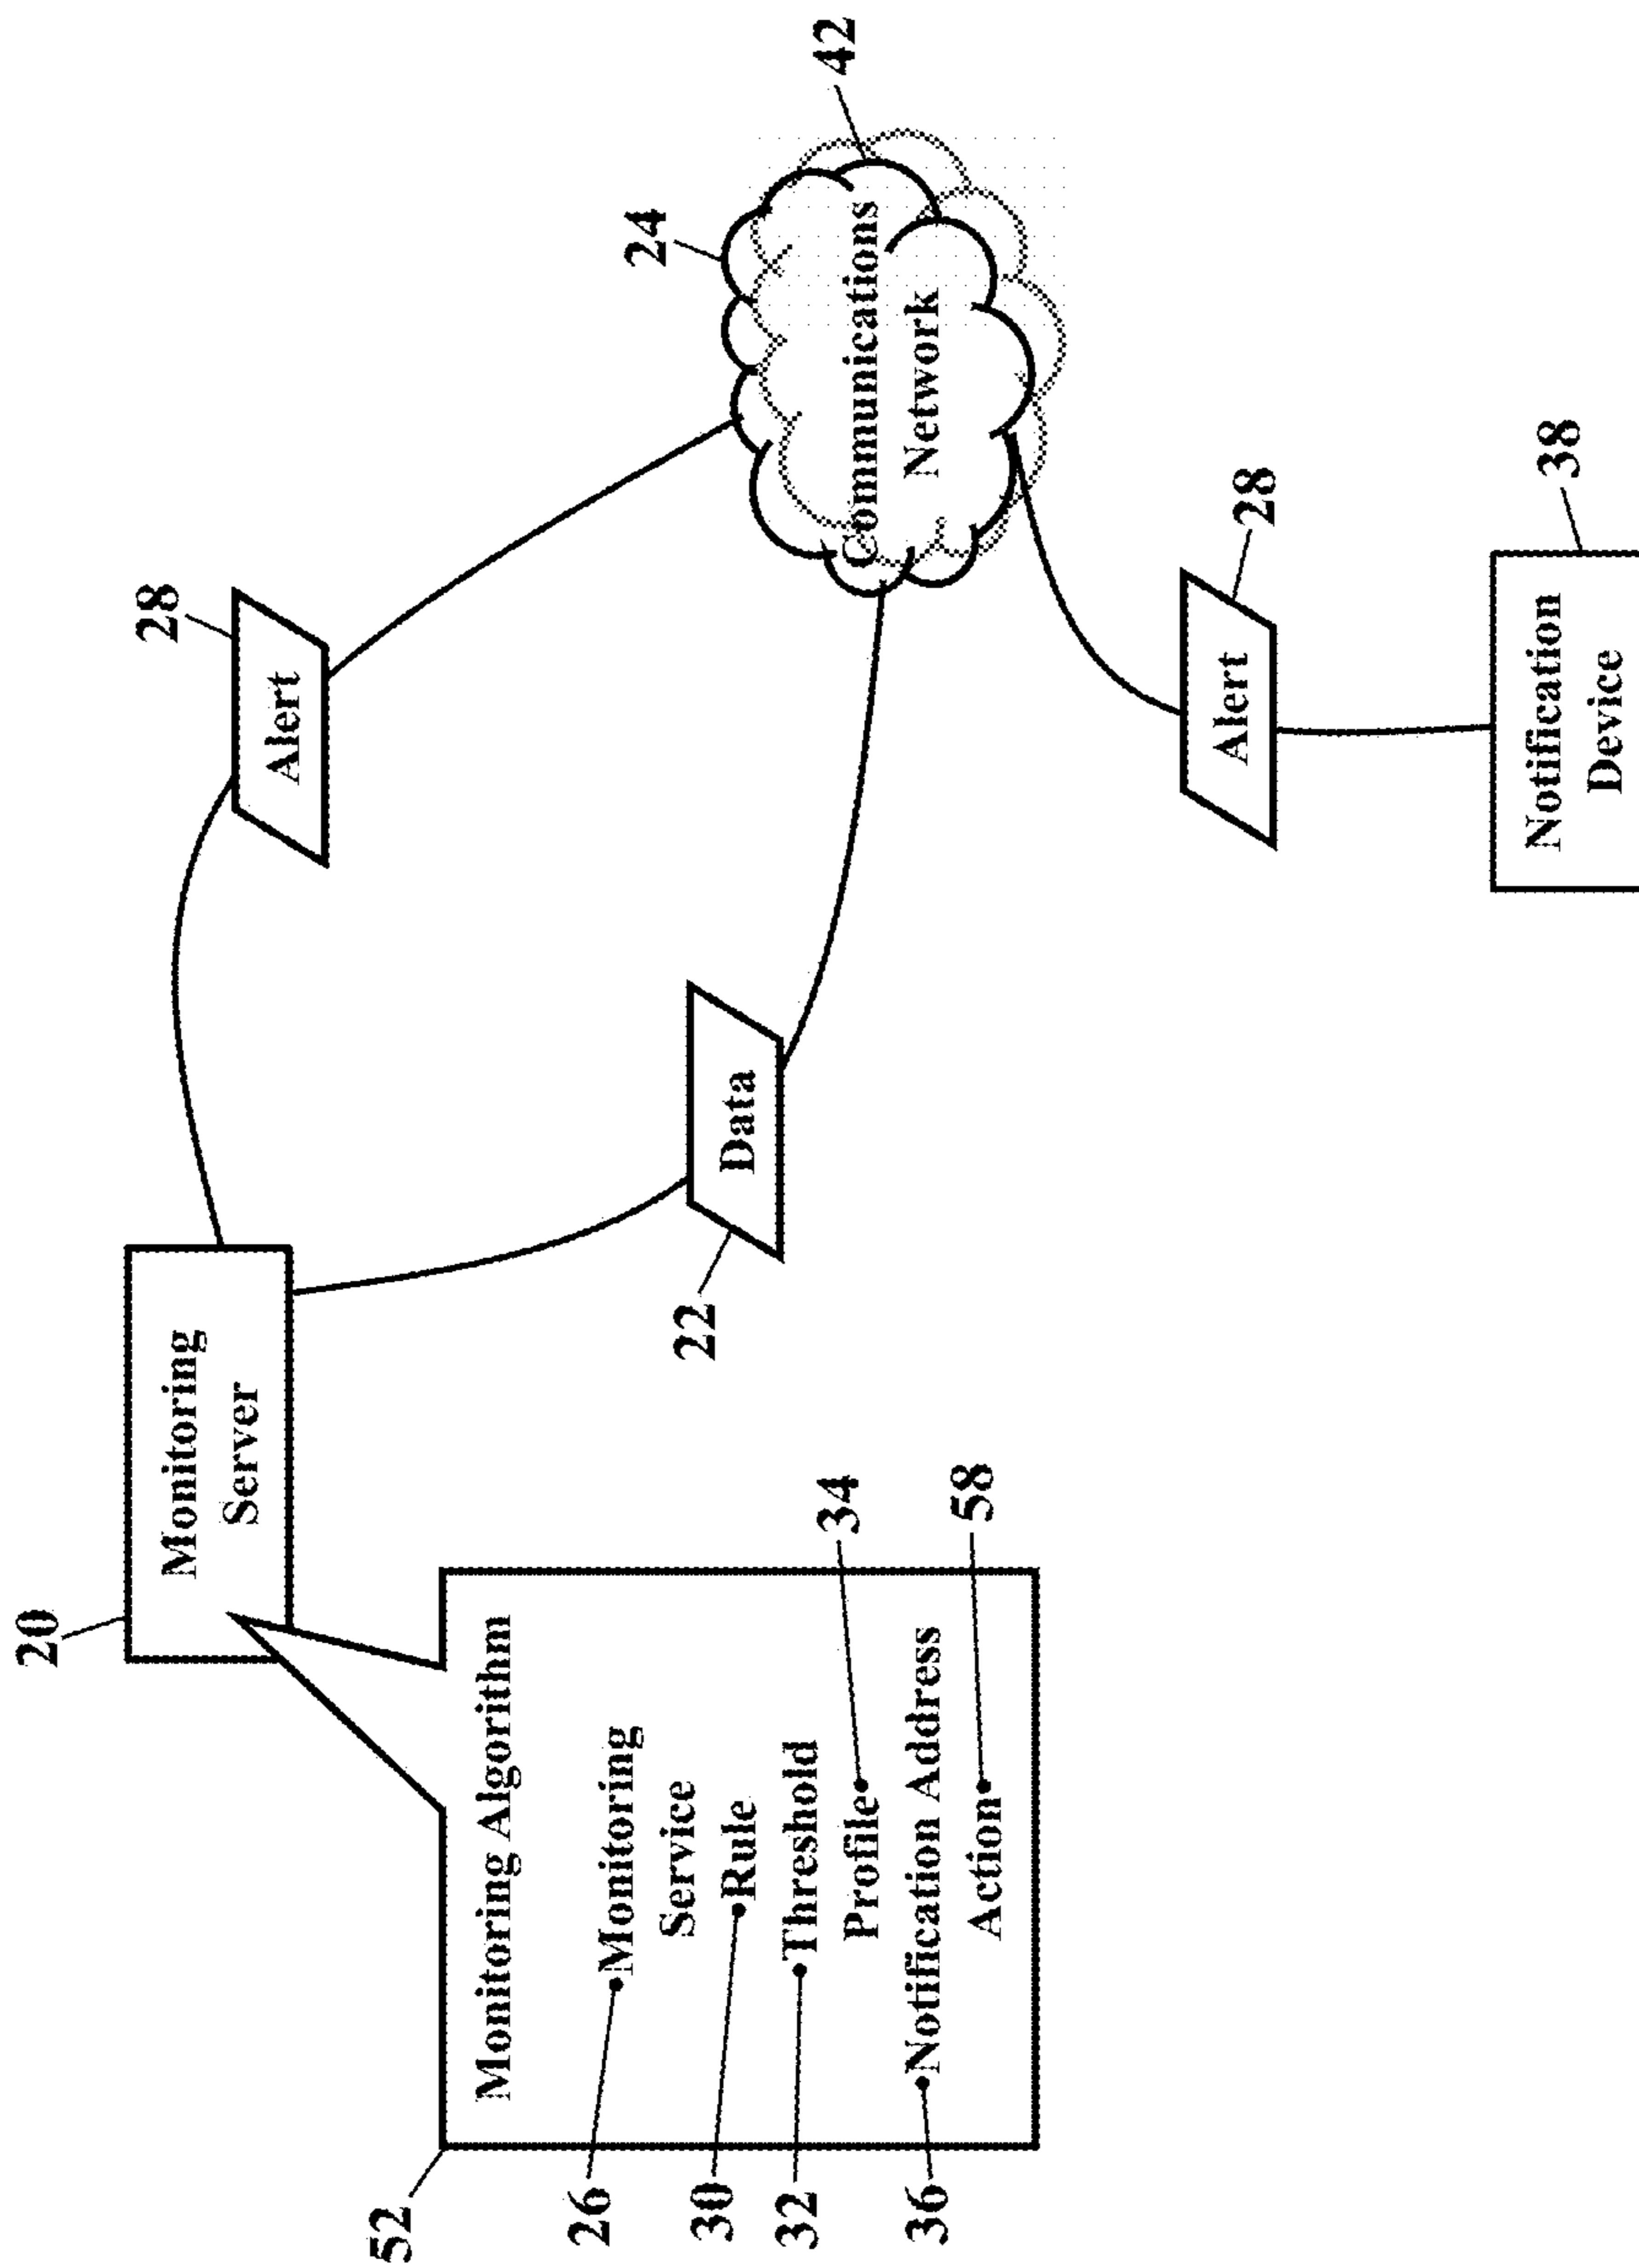 20
Monitoring
Server
28
Alert
24
42
Communications
Network
22
Data
52
Monitoring Algorithm
26
Monitoring
Service
30
Rule
32
Threshold
34
Profile
36
Notification Address
58
Action
28
Alert
38
Notification
Device